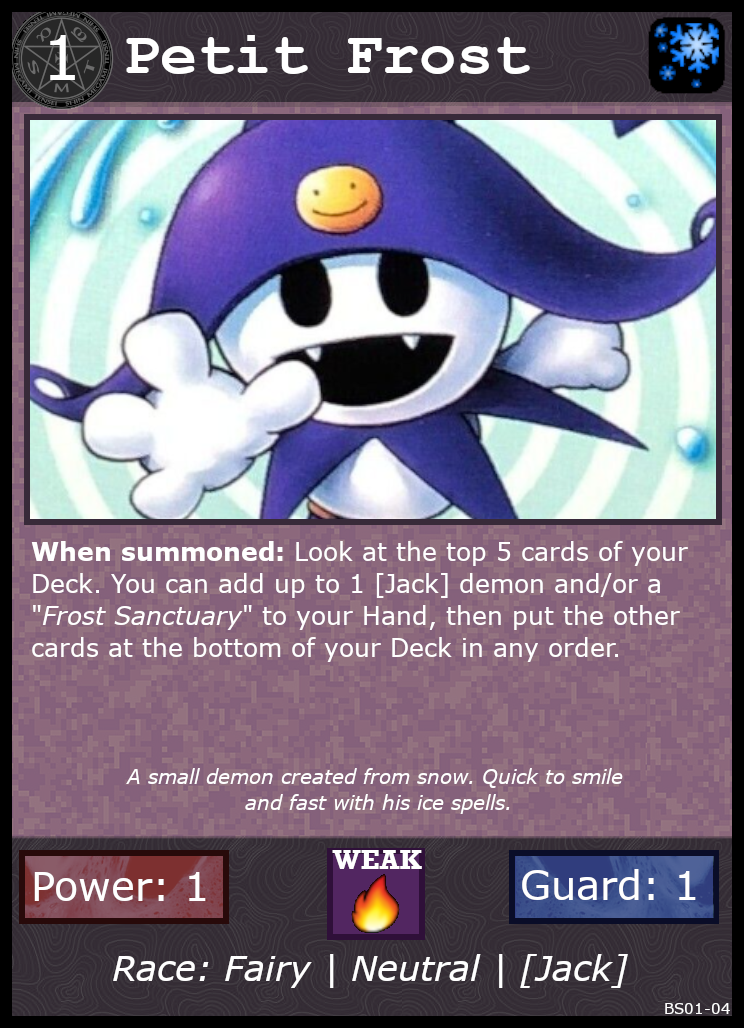 1 Petit Frost
When summoned: Look at the top 5 cards of your
Deck. You can add up to 1 [Jack] demon and/or a
"Frost Sanctuary" to your Hand, then put the other
cards at the bottom of your Deck in any order.
A small demon created from snow. Quick to smile
and fast with his ice spells.
Power: 1
WEAK
Guard: 1
Race: Fairy | Neutral | [Jack]
BS01-04